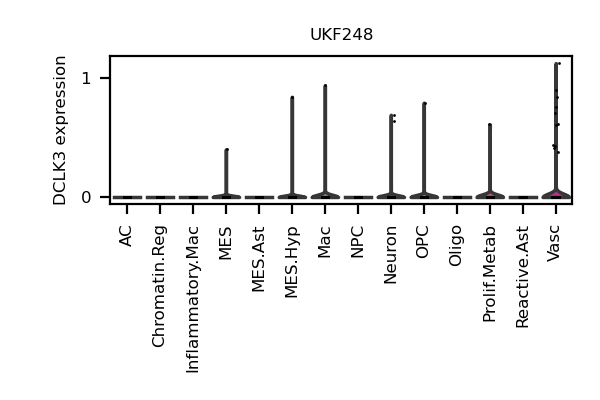 UKF248
DCLK3 expression
1
0
AC
Chromatin.Reg
Inflammatory.Mac
MES
MES.Ast
MES.Hyp
Mac
NPC
Neuron
OPC
Oligo
Prolif.Metab
Reactive.Ast
Vasc